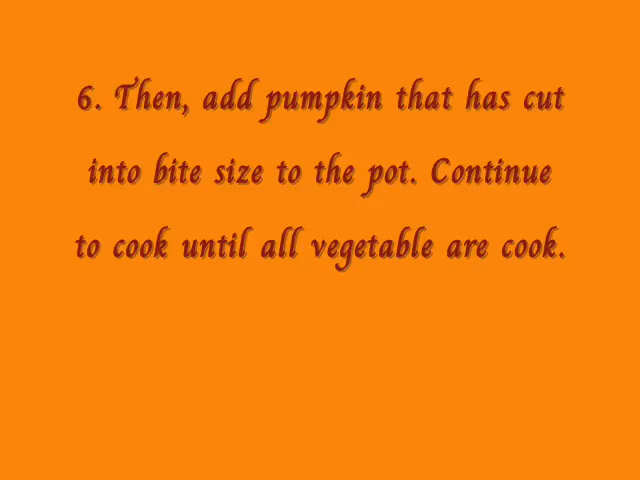 6. Then, add pumpkin that has cut
into bite size to the pot. Continue
to cook until all vegetable are cook.